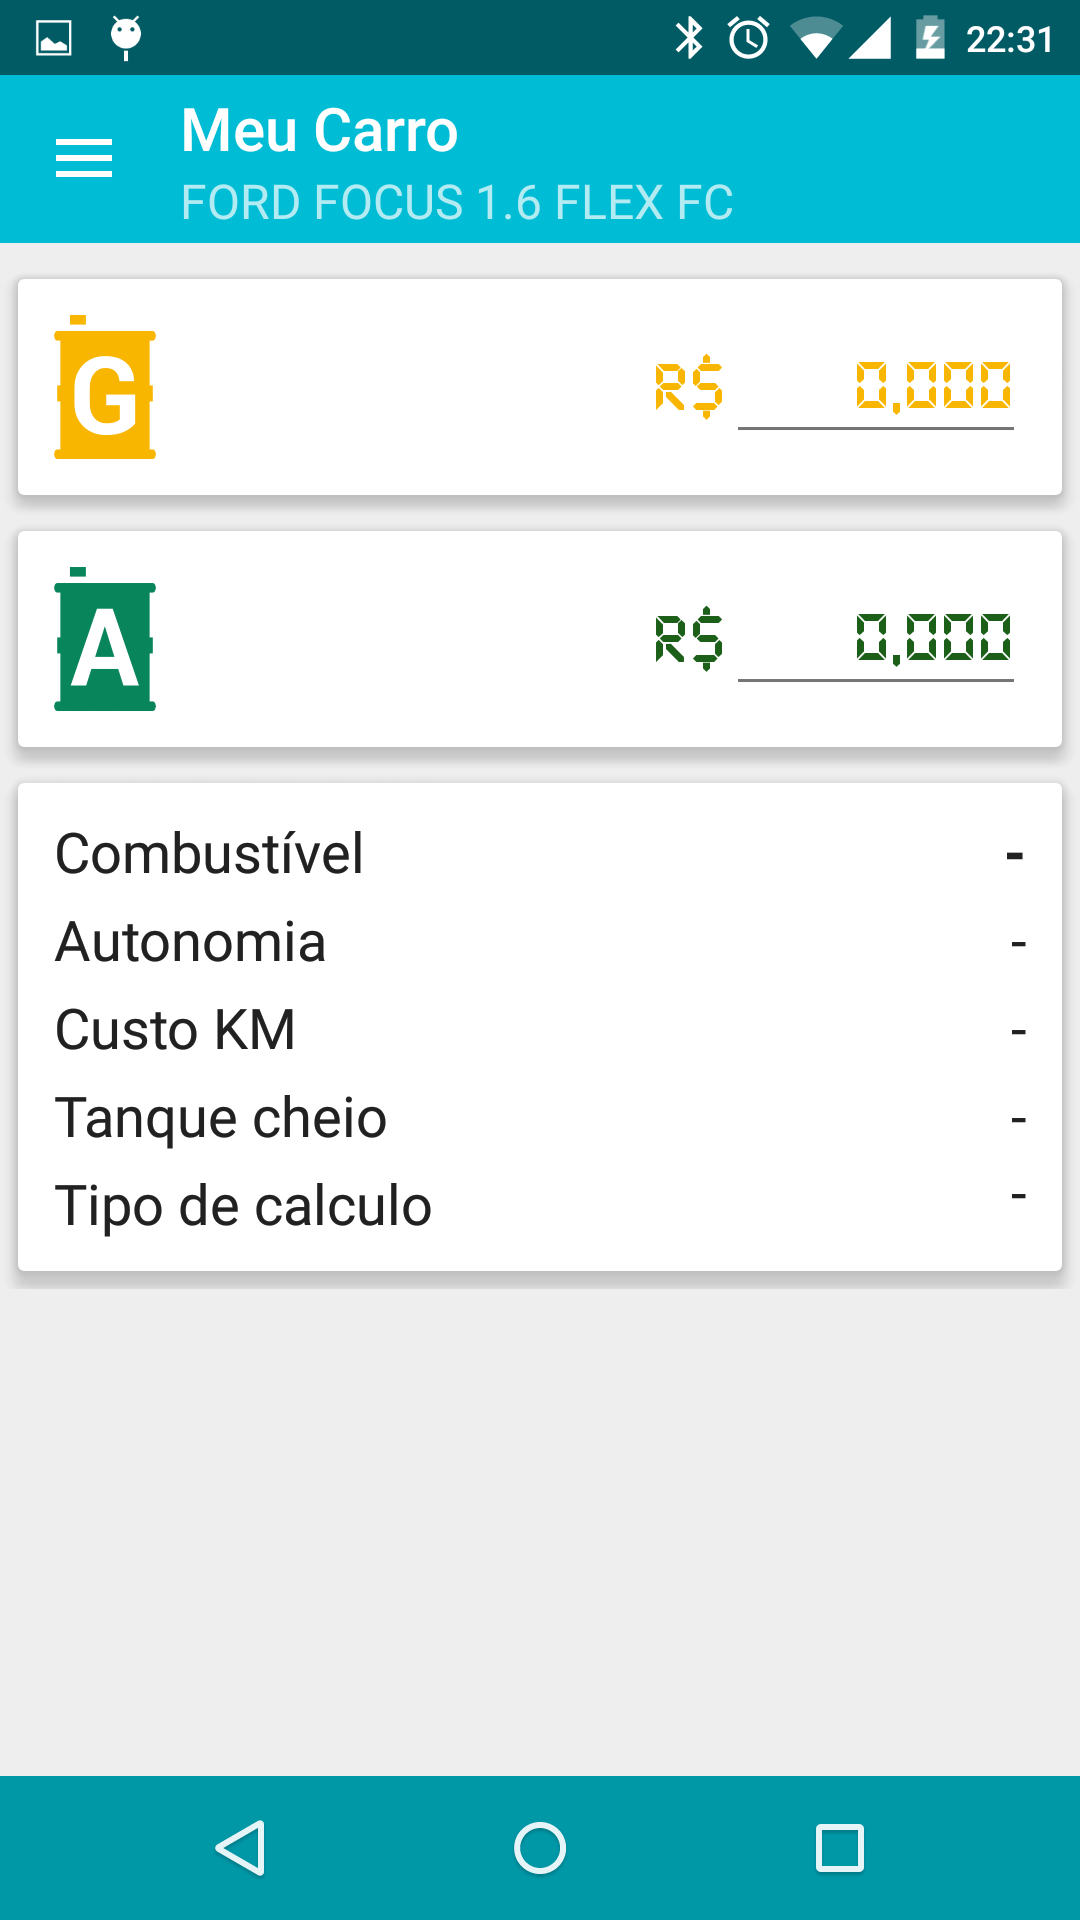 22:31
Meu Carro
FORD FOCUS 1.6 FLEX FC
G R$ 0,000
A R$ 0,000
Combustível -
Autonomia -
Custo KM -
Tanque cheio -
Tipo de calculo -